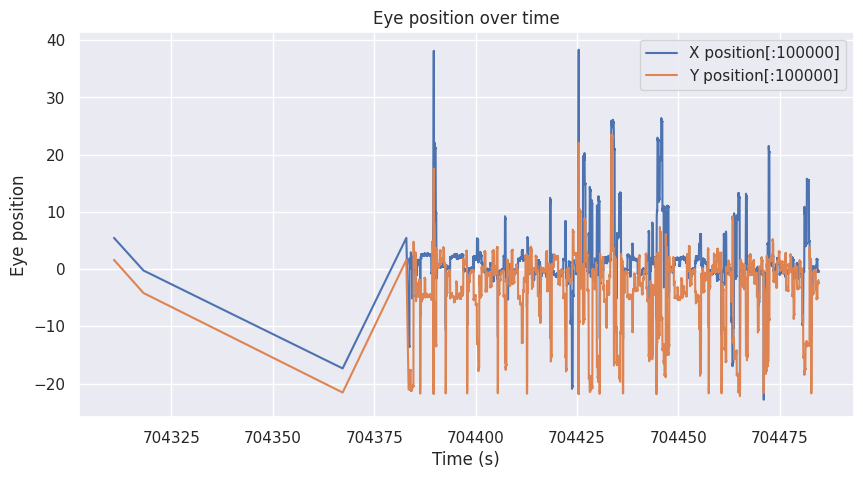 Eye position over time
X position[:100000]
Y position[:100000]
Eye position
40
30
20
10
0
−10
−20
704325 704350 704375 704400 704425 704450 704475
Time (s)